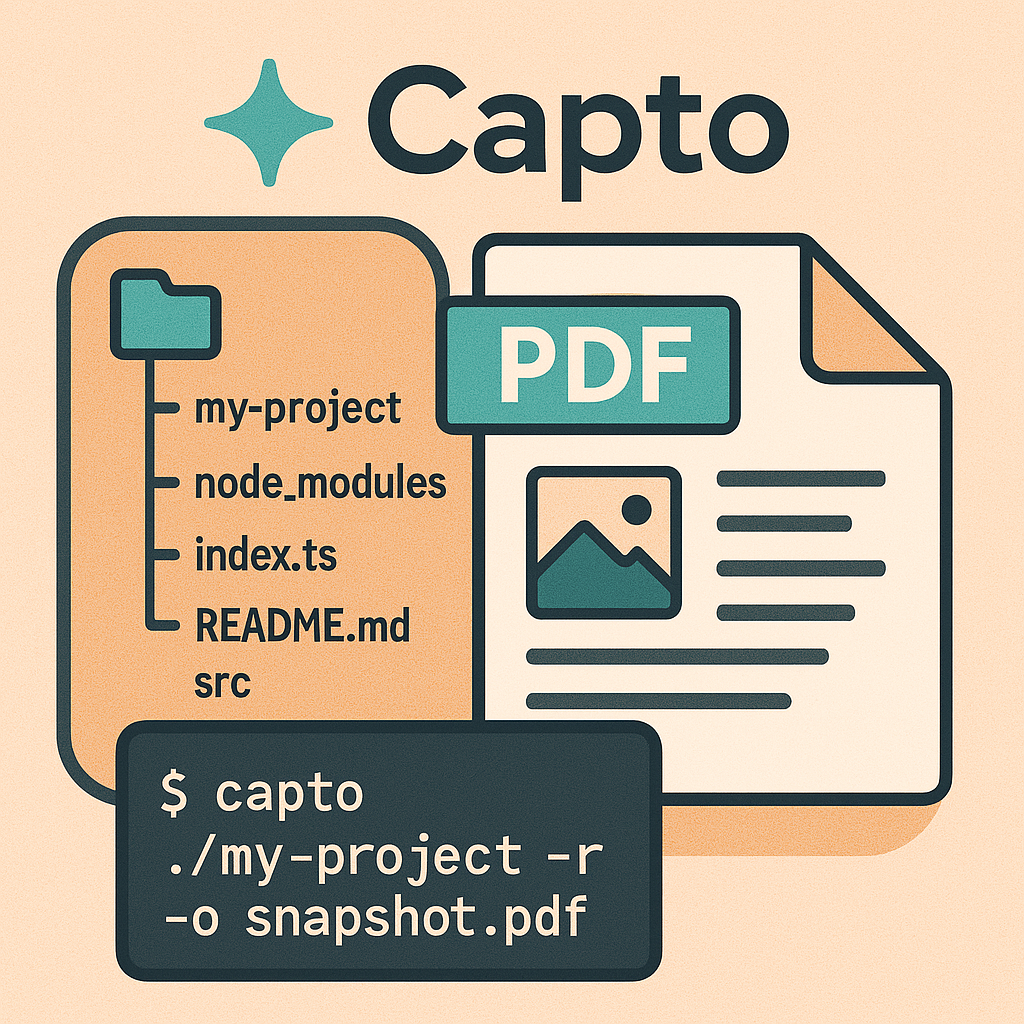 Capto
my-project
node_modules
index.ts
README.md
src
PDF
$ capto
./my-project -r
-o snapshot.pdf